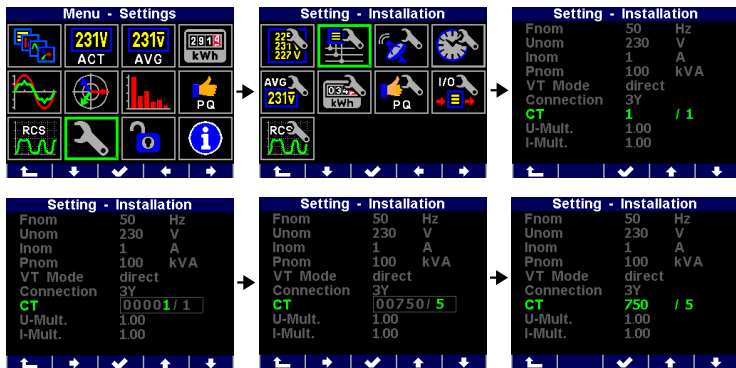 Menu - Settings
231V
ACT
231V
AVG
2914
kWh
PQ
RCS
Setting - Installation
AVG
231V
kWh
PQ
I/O
RCS
Setting - Installation
Fnom 50 Hz
Unom 230 V
Inom 1 A
Pnom 100 kVA
VT Mode direct
Connection 3Y
CT 1 / 1
U-Mult. 1.00
I-Mult. 1.00
Setting - Installation
Fnom 50 Hz
Unom 230 V
Inom 1 A
Pnom 100 kVA
VT Mode direct
Connection 3Y
CT 00001/ 1
U-Mult. 1.00
I-Mult. 1.00
Setting - Installation
Fnom 50 Hz
Unom 230 V
Inom 1 A
Pnom 100 kVA
VT Mode direct
Connection 3Y
CT 00750/ 5
U-Mult. 1.00
I-Mult. 1.00
Setting - Installation
Fnom 50 Hz
Unom 230 V
Inom 1 A
Pnom 100 kVA
VT Mode direct
Connection 3Y
CT 750 / 5
U-Mult. 1.00
I-Mult. 1.00